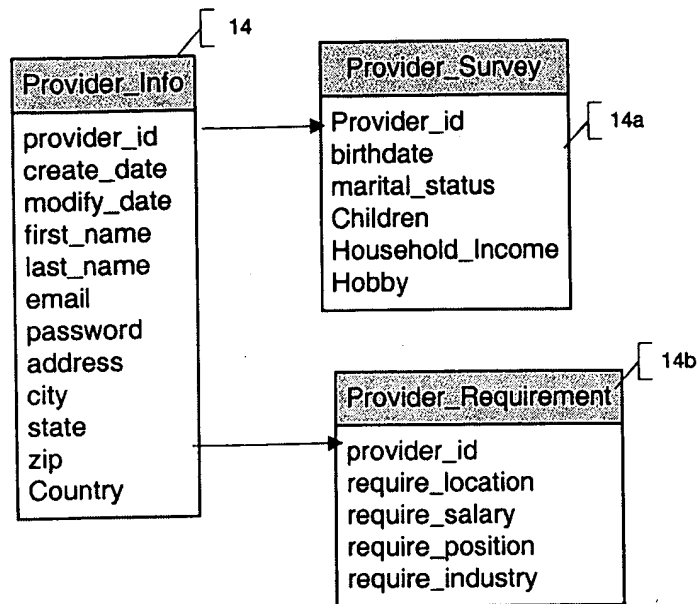 14
Provider_Info
provider_id
create_date
modify_date
first_name
last_name
email
password
address
city
state
zip
Country
Provider_Survey
14a
Provider_id
birthdate
marital_status
Children
Household_Income
Hobby
14b
Provider_Requirement
provider_id
require_location
require_salary
require_position
require_industry